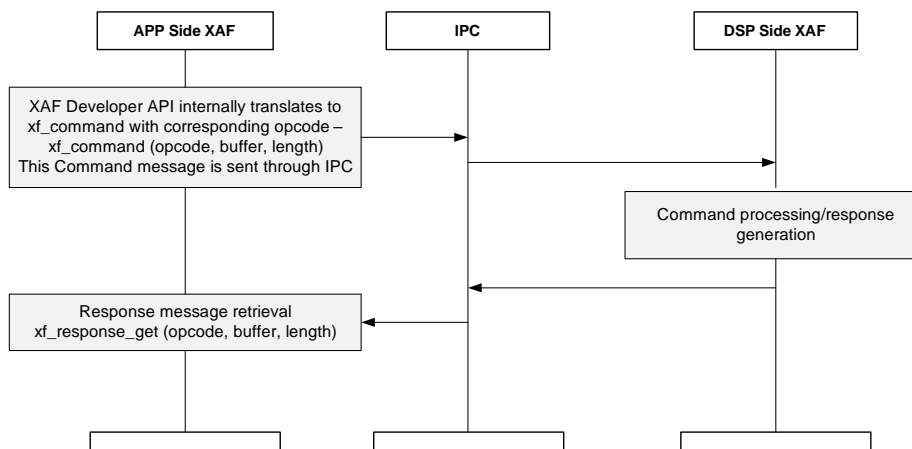 APP Side XAF
IPC
DSP Side XAF
XAF Developer API internally translates to
xf_command with corresponding opcode –
xf_command (opcode, buffer, length)
This Command message is sent through IPC
Command processing/response
generation
Response message retrieval
xf_response_get (opcode, buffer, length)